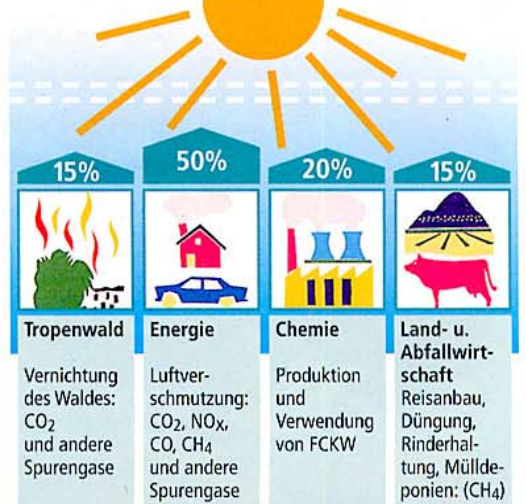 15%
50%
20%
15%
Tropenwald
Vernichtung
des Waldes:
CO₂
und andere
Spurengase
Energie
Luftver-
schmutzung:
CO₂, NOₓ,
CO, CH₄
und andere
Spurengase
Chemie
Produktion
und
Verwendung
von FCKW
Land- u.
Abfallwirt-
schaft
Reisanbau,
Düngung,
Rinderhal-
tung, Müllde-
ponien: (CH₄)